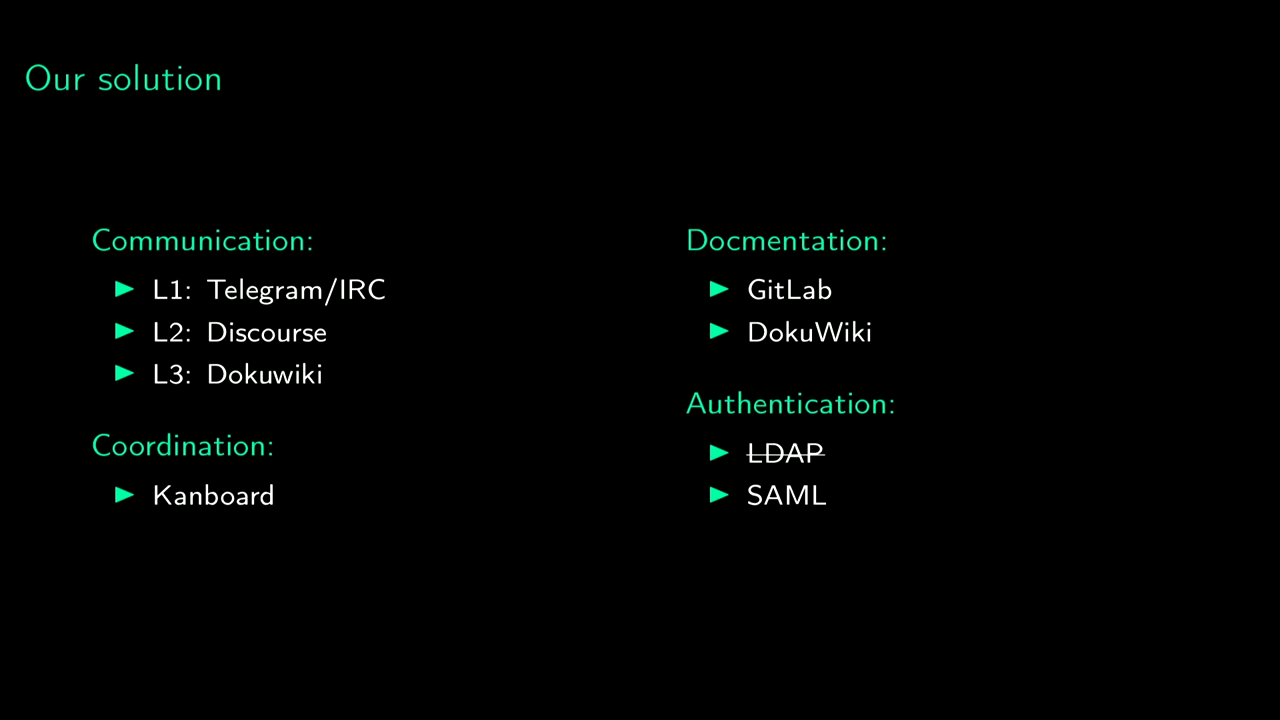 Our solution
Communication:
L1: Telegram/IRC
L2: Discourse
L3: Dokuwiki
Coordination:
Kanboard
Docmentation:
GitLab
DokuWiki
Authentication:
LDAP
SAML